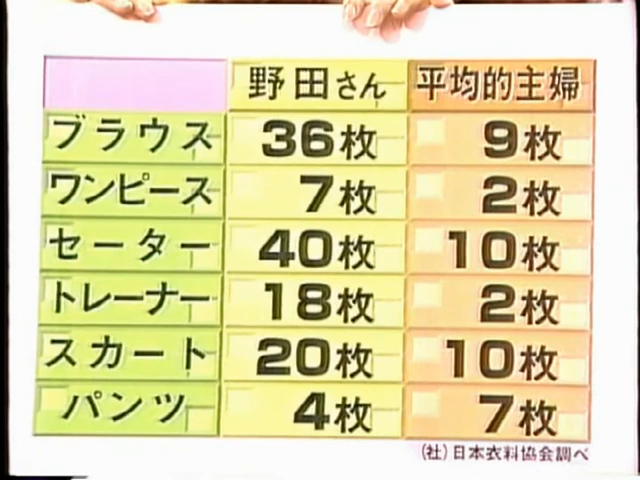 野田さん 平均的主婦
ブラウス 36枚 9枚
ワンピース 7枚 2枚
セーター 40枚 10枚
トレーナー 18枚 2枚
スカート 20枚 10枚
パンツ 4枚 7枚
(社)日本衣料協会調べ